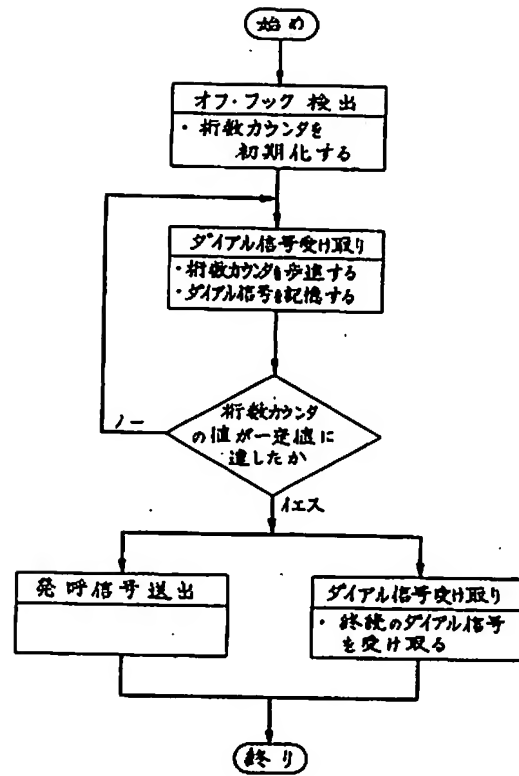 始め
オフ・フック 検出
・桁数カウンタを
初期化する
ダイアル信号受け取り
・桁数カウンタを歩進する
・ダイアル信号を記憶する
桁数カウンタ
の値が一定値に
達したか
ノー
イエス
発呼信号送出
ダイアル信号受け取り
・終続のダイアル信号
を受け取る
終り